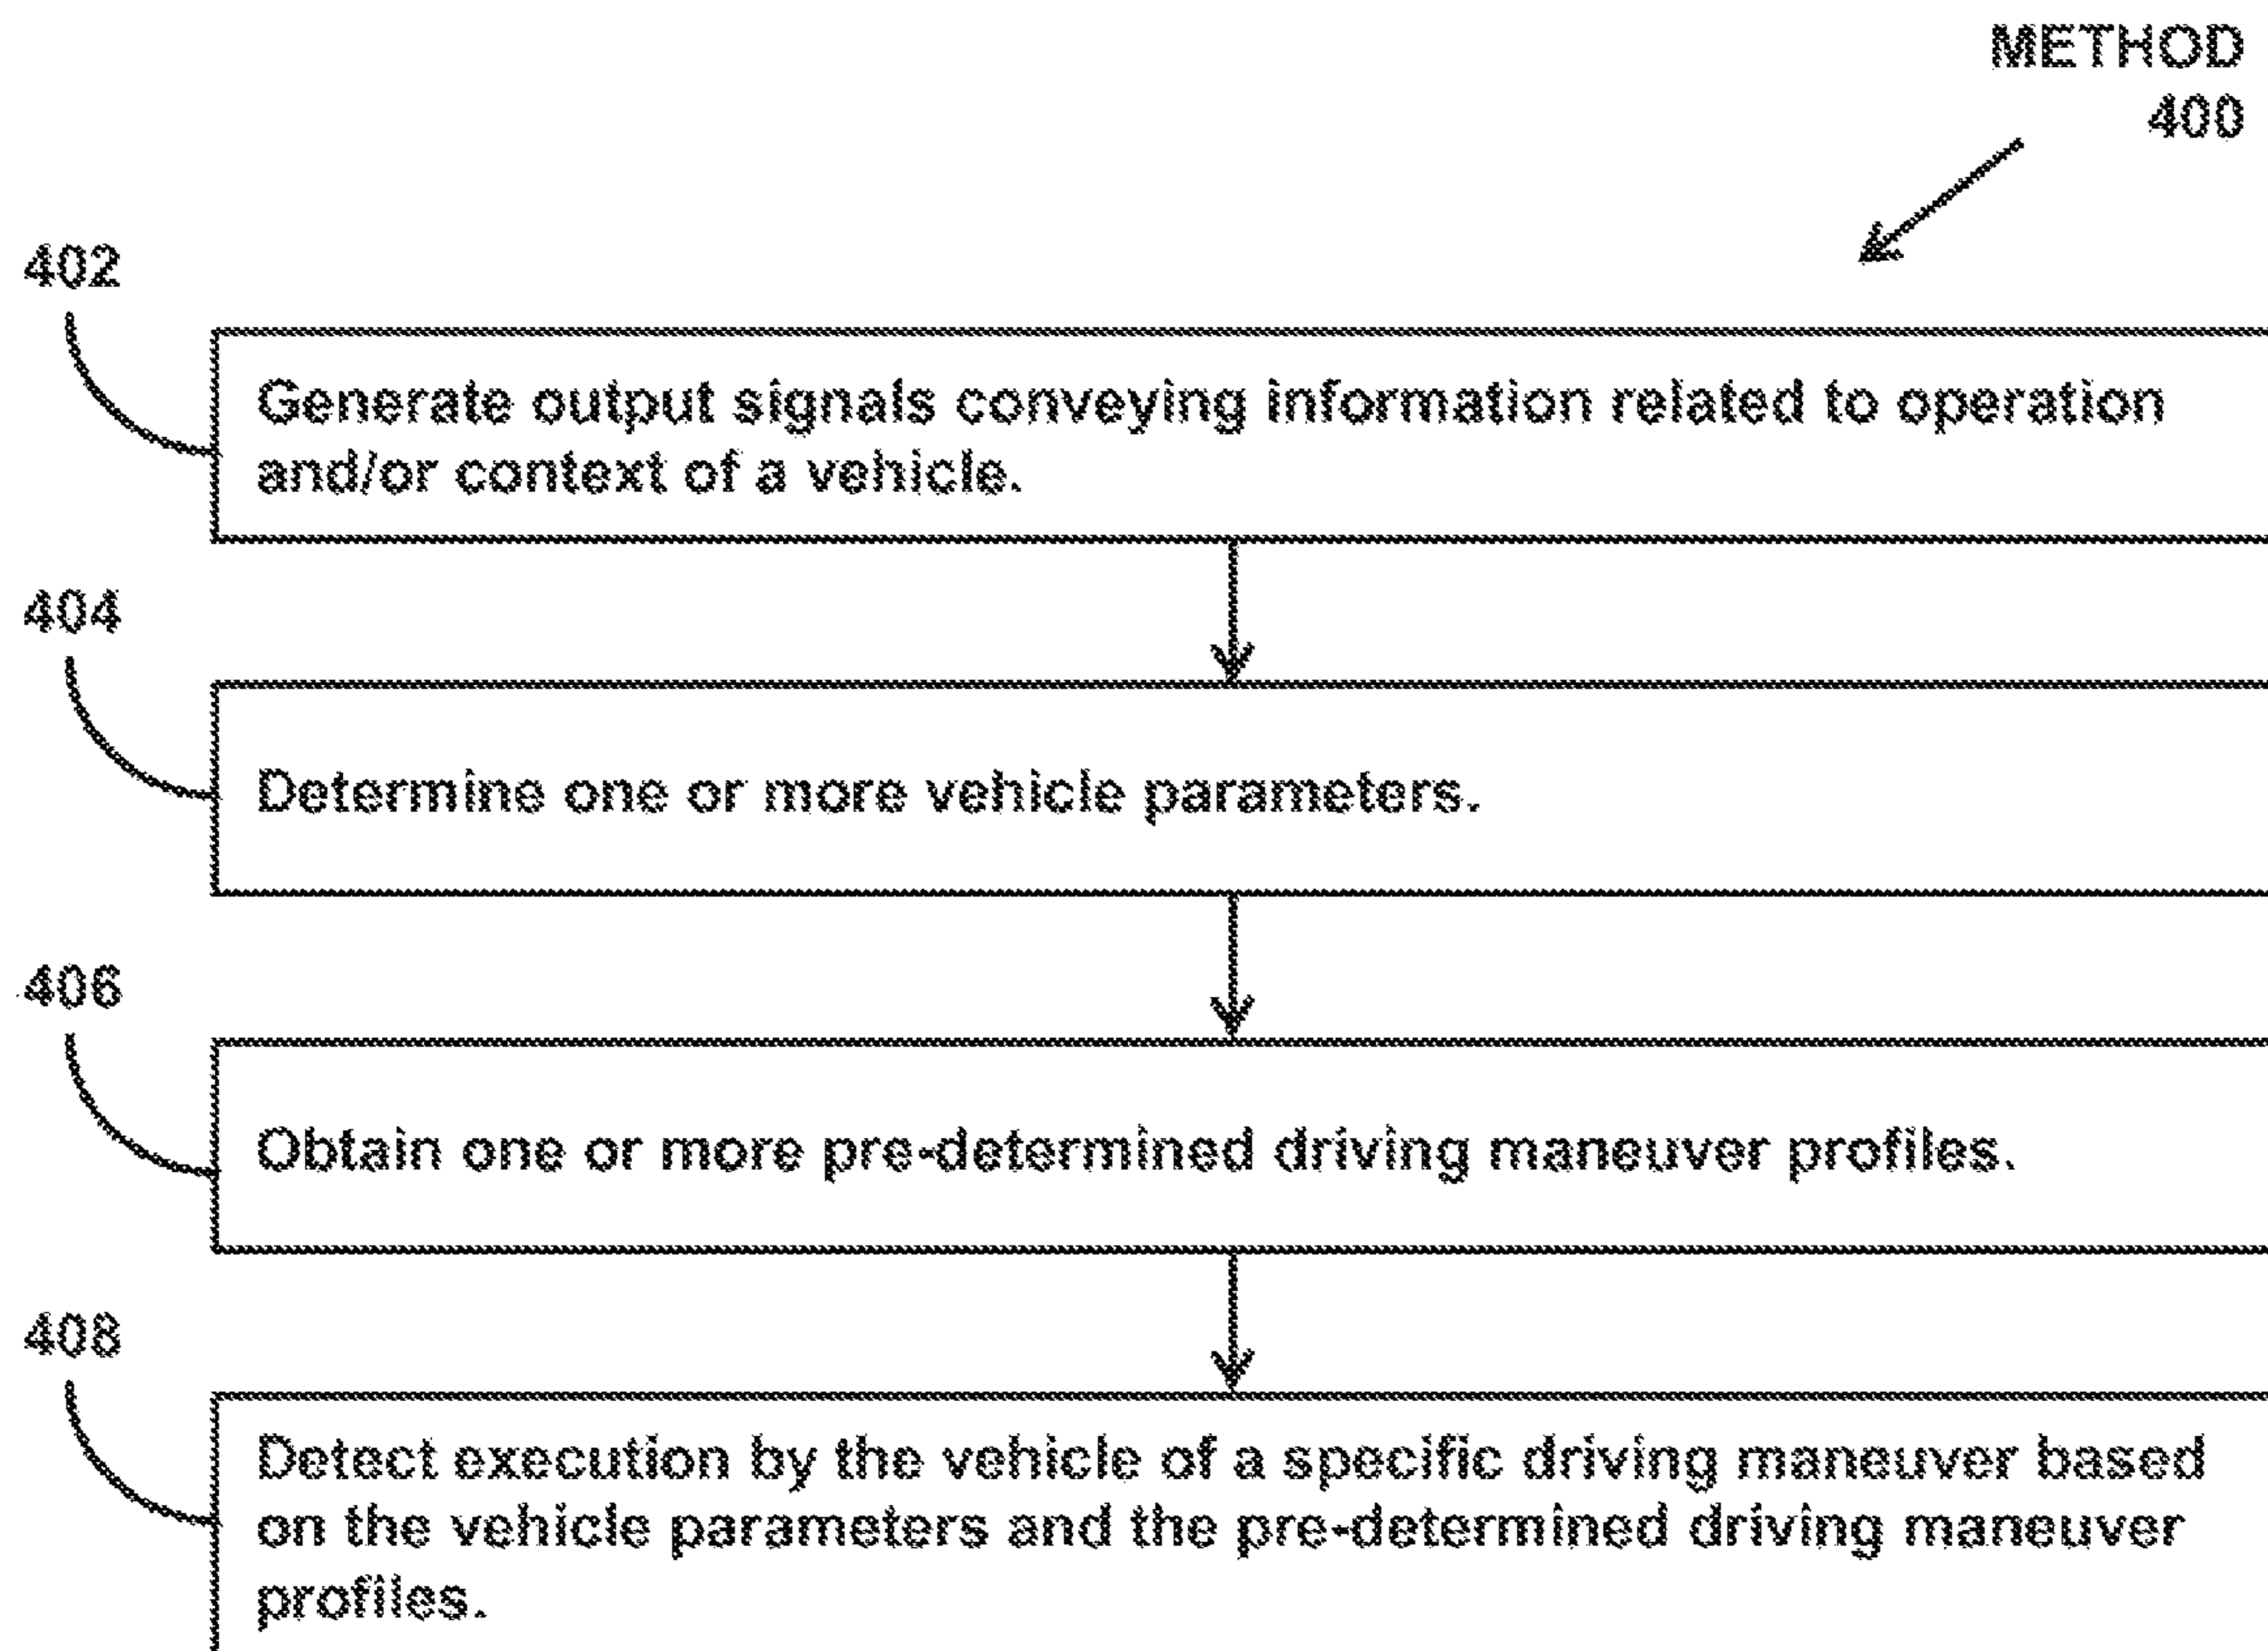 METHOD
400
402
Generate output signals conveying information related to operation
and/or context of a vehicle.
404
Determine one or more vehicle parameters.
406
Obtain one or more pre-determined driving maneuver profiles.
408
Detect execution by the vehicle of a specific driving maneuver based
on the vehicle parameters and the pre-determined driving maneuver
profiles.